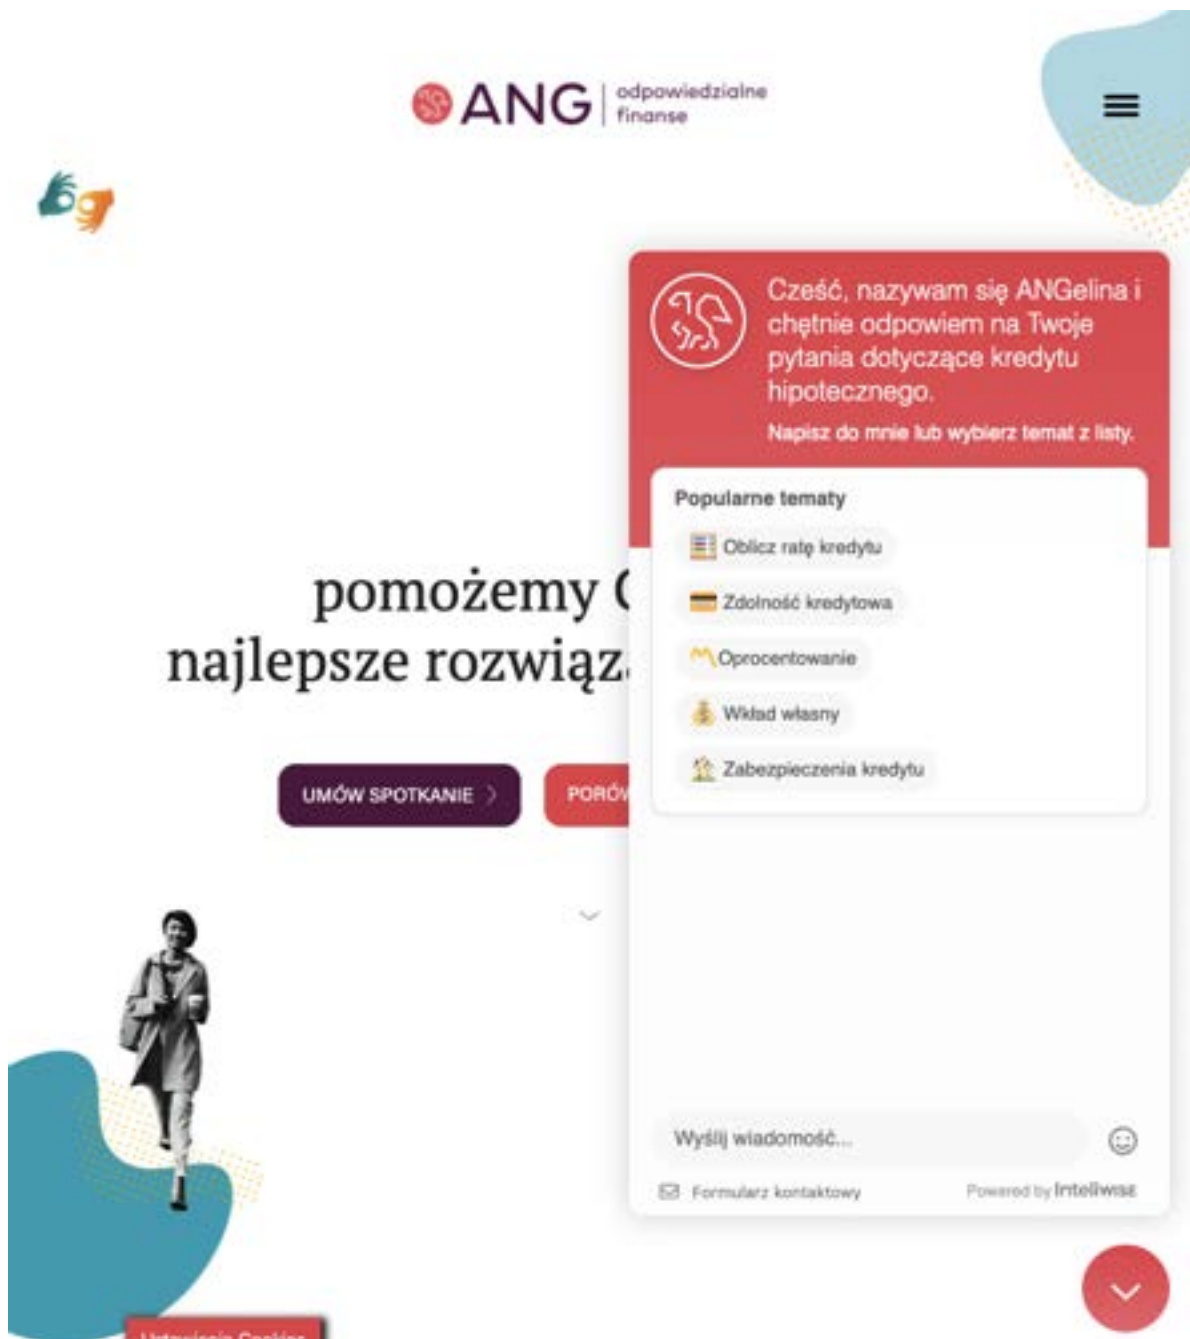 ANG odpowiedzialne
finanse
Cześć, nazywam się ANGelina i
chętnie odpowiem na Twoje
pytania dotyczące kredytu
hipotecznego.
Napisz do mnie lub wybierz temat z listy.
Popularne tematy
Oblicz ratę kredytu
Zdolność kredytowa
Oprocentowanie
Wkład własny
Zabezpieczenia kredytu
pomożemy
najlepsze
UMÓW SPOTKANIE
Wyślij wiadomość...
Formularz kontaktowy
Powered by InteliWISE